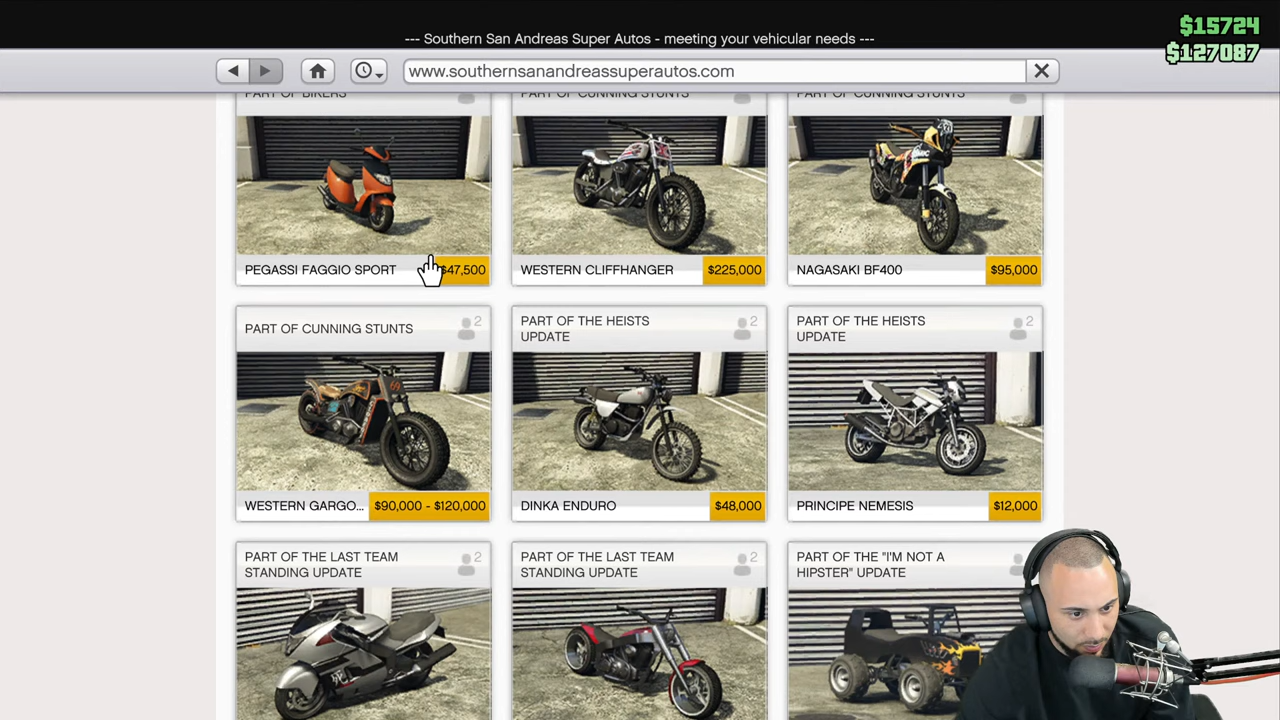 $15724
--- Southern San Andreas Super Autos - meeting your vehicular needs ---
$127087
www.southernsanandreassuperautos.com
PART OF BIKERS
PART OF CUNNING STUNTS
PART OF CUNNING STUNTS
PEGASSI FAGGIO SPORT
$47,500
WESTERN CLIFFHANGER
$225,000
NAGASAKI BF400
$95,000
PART OF CUNNING STUNTS
2
PART OF THE HEISTS
UPDATE
2
PART OF THE HEISTS
UPDATE
2
WESTERN GARGO...
$90,000 - $120,000
DINKA ENDURO
$48,000
PRINCIPE NEMESIS
$12,000
PART OF THE LAST TEAM
STANDING UPDATE
2
PART OF THE LAST TEAM
STANDING UPDATE
2
PART OF THE "I'M NOT A
HIPSTER" UPDATE